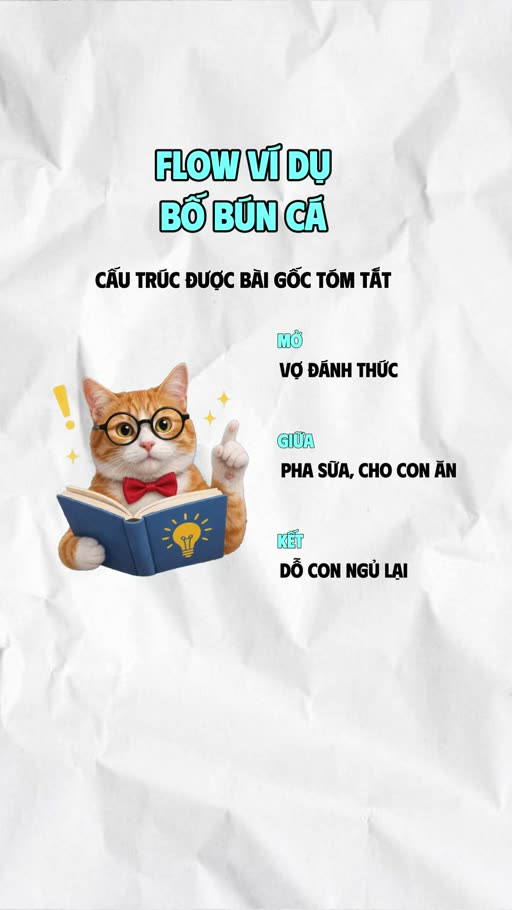 FLOW VÍ DỤ
BỐ BÚN CÁ
CẤU TRÚC ĐƯỢC BÀI GỐC TÓM TẮT
MỞ
VỢ ĐÁNH THỨC
GIỮA
PHA SỮA, CHO CON ĂN
KẾT
DỖ CON NGỦ LẠI